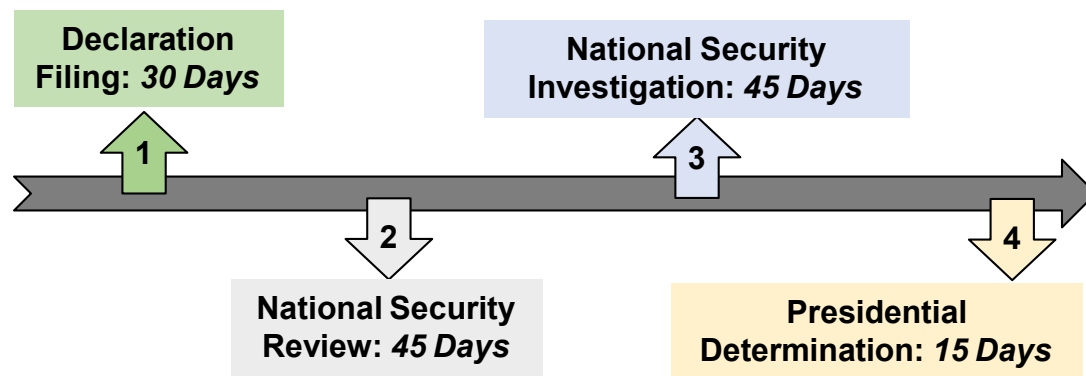 Declaration
Filing: 30 Days
1
National Security
Review: 45 Days
2
National Security
Investigation: 45 Days
3
Presidential
Determination: 15 Days
4